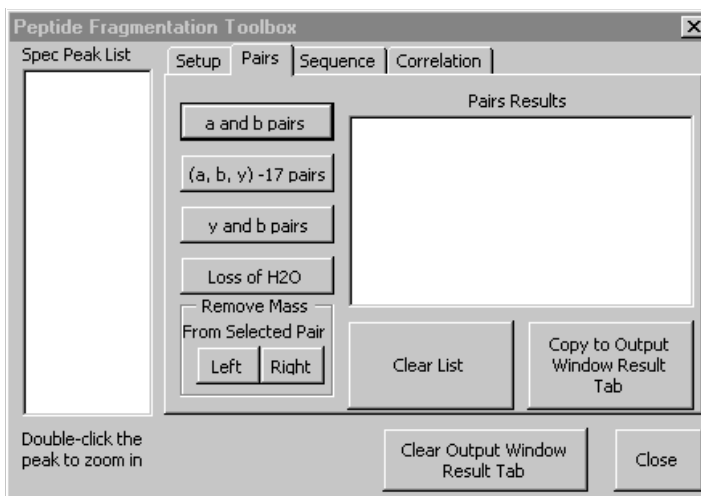 Peptide Fragmentation Toolbox
Spec Peak List
Setup
Pairs
Sequence
Correlation
a and b pairs
(a, b, y) -17 pairs
y and b pairs
Loss of H2O
Remove Mass
From Selected Pair
Left
Right
Pairs Results
Clear List
Copy to Output
Window Result
Tab
Double-click the
peak to zoom in
Clear Output Window
Result Tab
Close